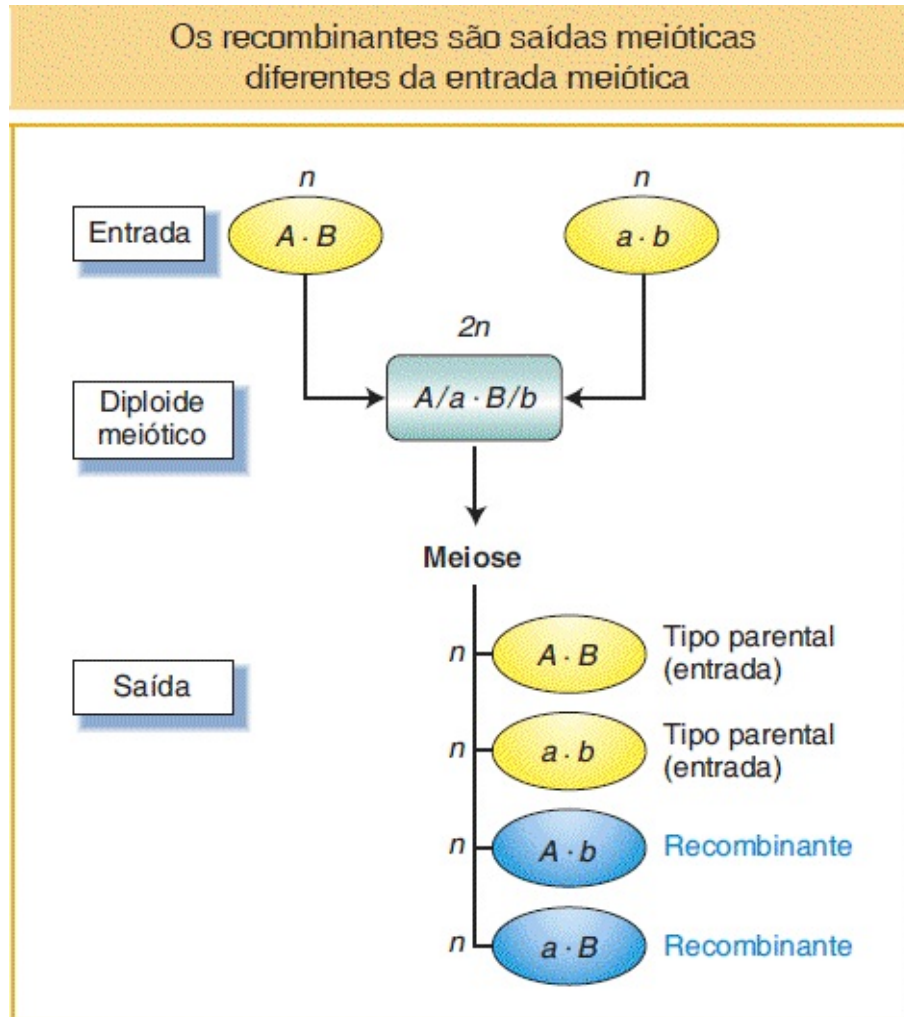 Os recombinantes são saídas meióticas
diferentes da entrada meiótica
n
n
Entrada
A · B
a · b
2n
Diploide
meiótico
A/a · B/b
Meiose
Saída
n
A · B
Tipo parental
(entrada)
n
a · b
Tipo parental
(entrada)
n
A · b
Recombinante
n
a · B
Recombinante